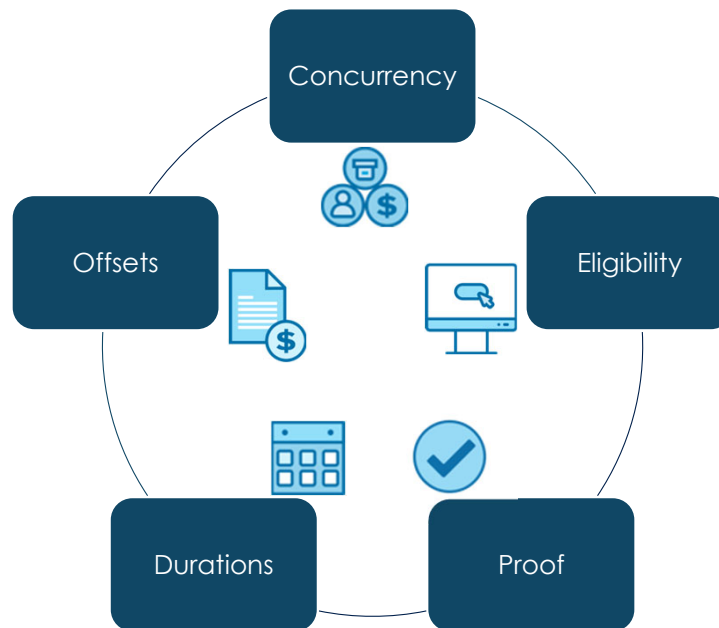 Concurrency
Offsets
Eligibility
$
$
Durations
Proof